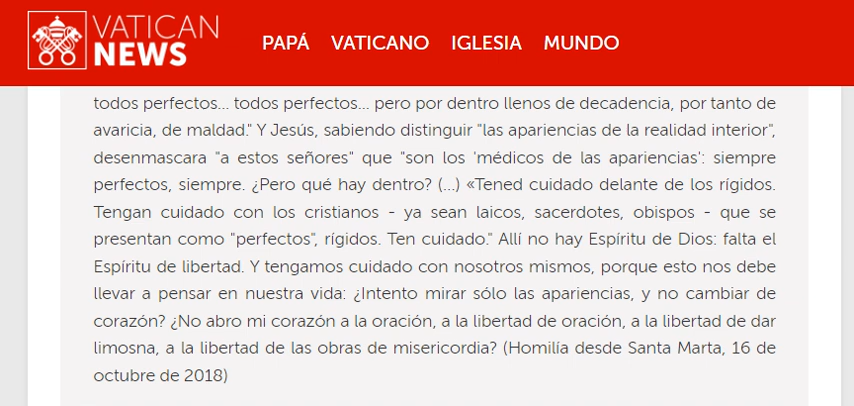 VATICAN
NEWS
PAPÁ VATICANO IGLESIA MUNDO
todos perfectos... todos perfectos... pero por dentro llenos de decadencia, por tanto de
avaricia, de maldad." Y Jesús, sabiendo distinguir "las apariencias de la realidad interior",
desenmascara "a estos señores" que "son los 'médicos de las apariencias': siempre
perfectos, siempre. ¿Pero qué hay dentro? (...) «Tened cuidado delante de los rígidos.
Tengan cuidado con los cristianos - ya sean laicos, sacerdotes, obispos - que se
presentan como "perfectos", rígidos. Ten cuidado." Allí no hay Espíritu de Dios: falta el
Espíritu de libertad. Y tengamos cuidado con nosotros mismos, porque esto nos debe
llevar a pensar en nuestra vida: ¿Intento mirar sólo las apariencias, y no cambiar de
corazón? ¿No abro mi corazón a la oración, a la libertad de oración, a la libertad de dar
limosna, a la libertad de las obras de misericordia? (Homilía desde Santa Marta, 16 de
octubre de 2018)